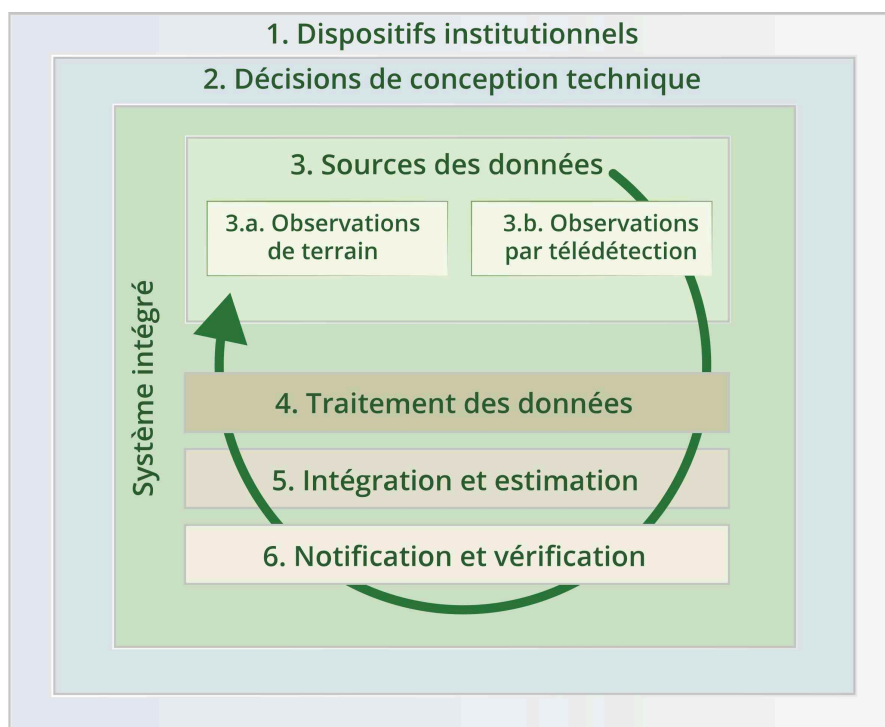 1. Dispositifs institutionnels
2. Décisions de conception technique
Système intégré
3. Sources des données
3.a. Observations
de terrain
3.b. Observations
par télédétection
4. Traitement des données
5. Intégration et estimation
6. Notification et vérification